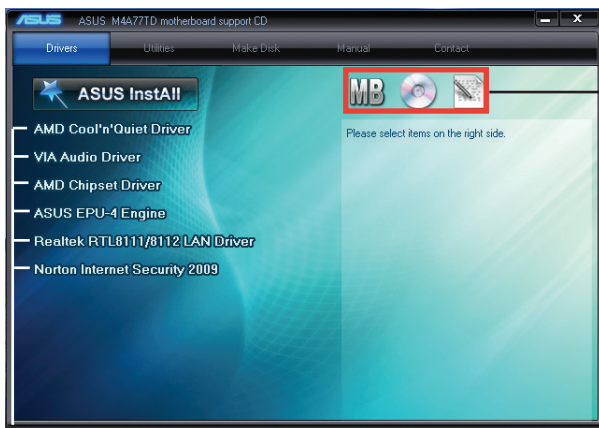 ASUS ASUS M4A77TD motherboard support CD
Drivers Utilities Make Disk Manual Contact
ASUS InstAll
MB
AMD Cool'n'Quiet Driver
Please select items on the right side.
VIA Audio Driver
AMD Chipset Driver
ASUS EPU-4 Engine
Realtek RTL8111/8112 LAN Driver
Norton Internet Security 2009